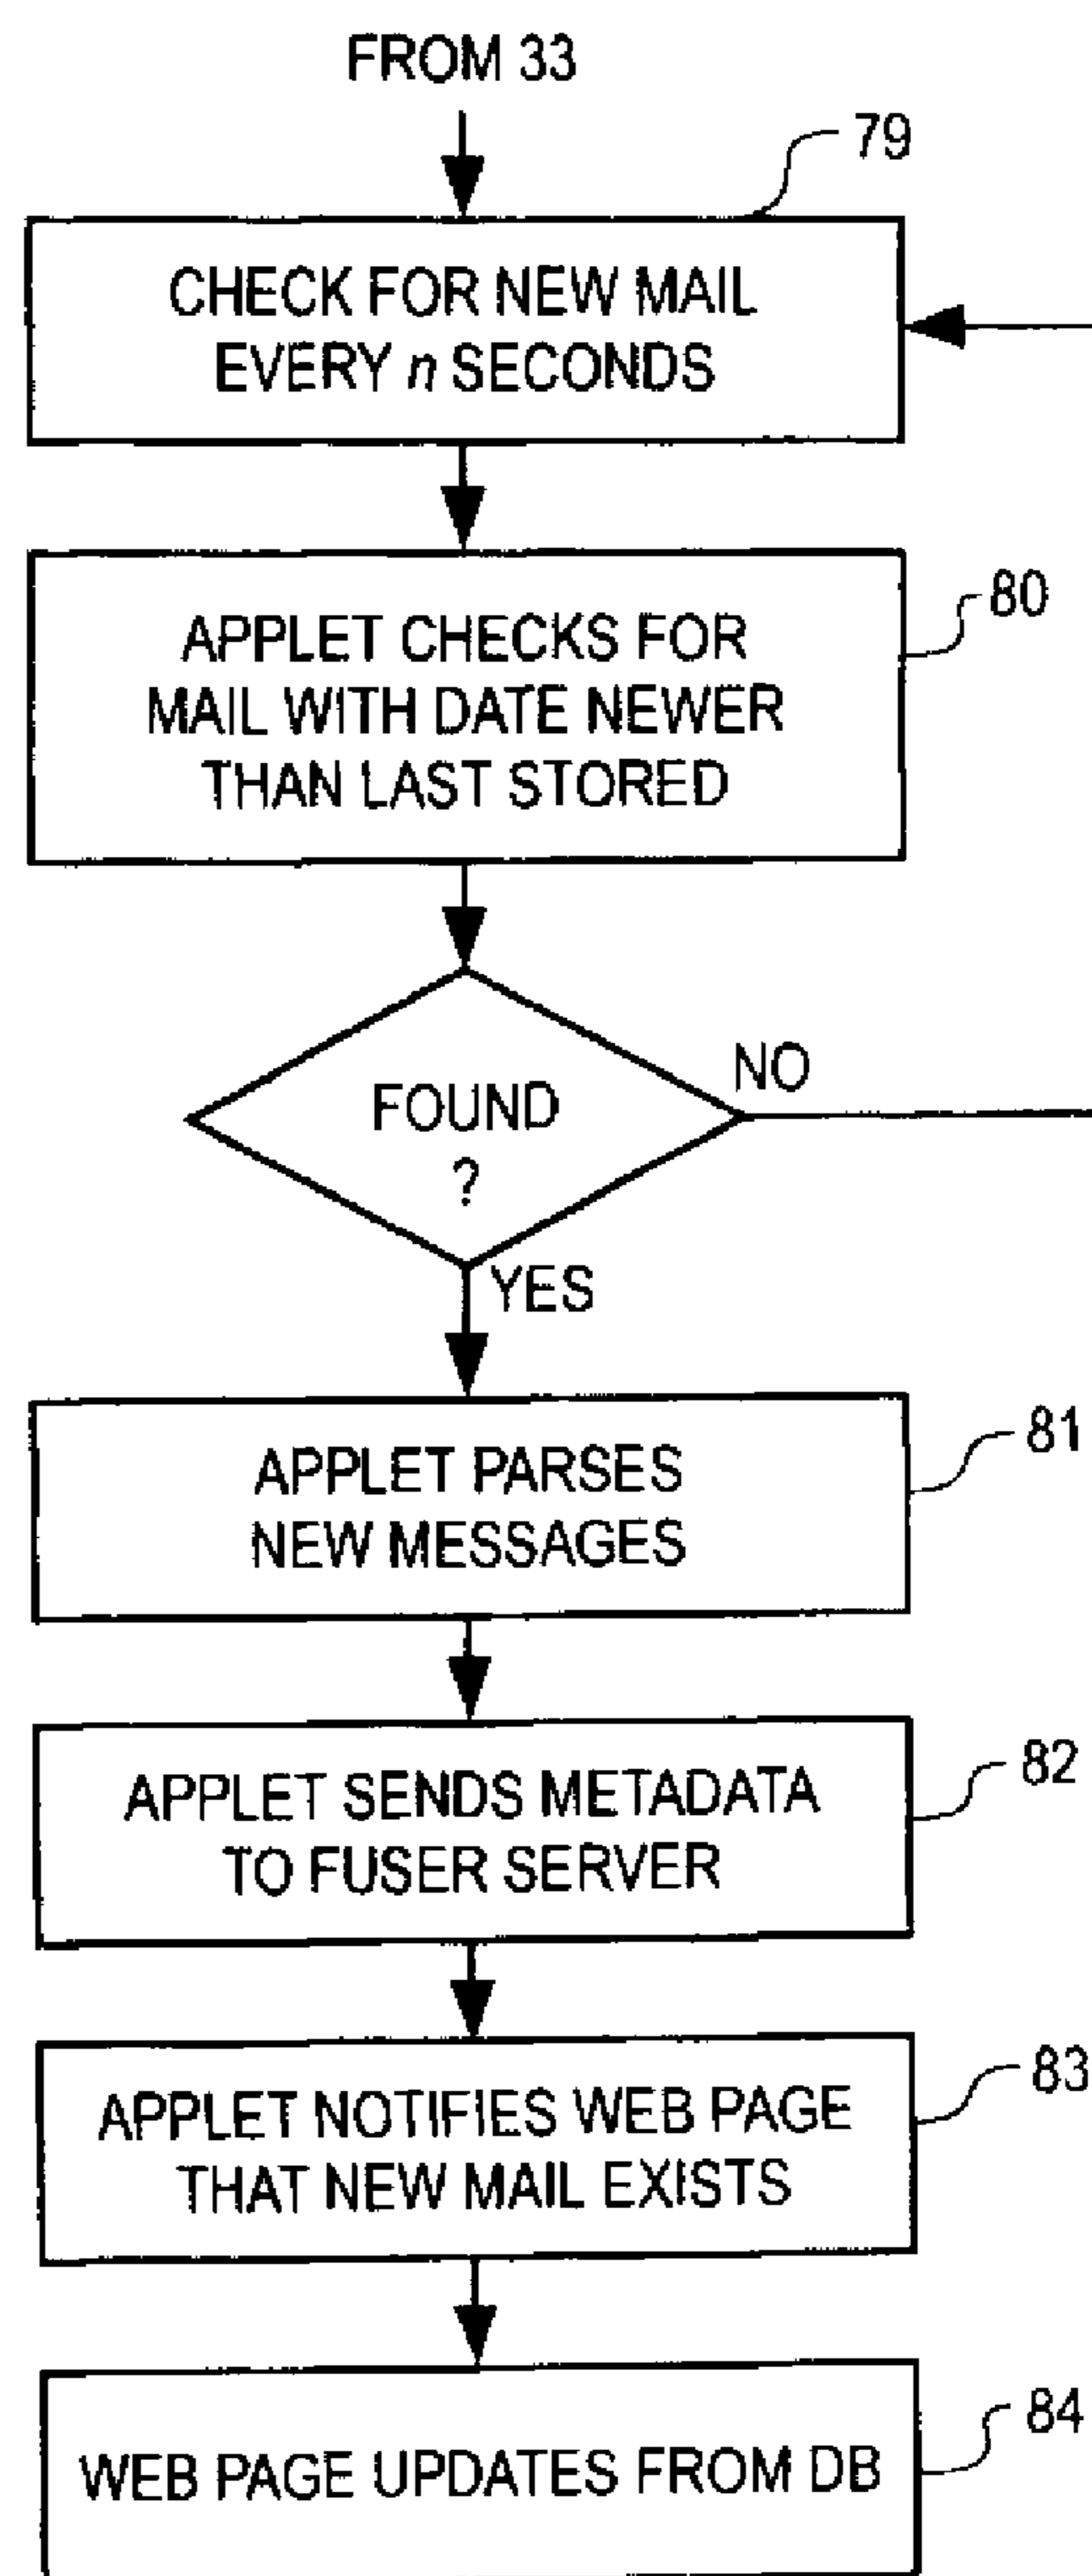 FROM 33
79
CHECK FOR NEW MAIL
EVERY n SECONDS
80
APPLET CHECKS FOR
MAIL WITH DATE NEWER
THAN LAST STORED
NO
FOUND
?
YES
81
APPLET PARSES
NEW MESSAGES
82
APPLET SENDS METADATA
TO FUSER SERVER
83
APPLET NOTIFIES WEB PAGE
THAT NEW MAIL EXISTS
84
WEB PAGE UPDATES FROM DB